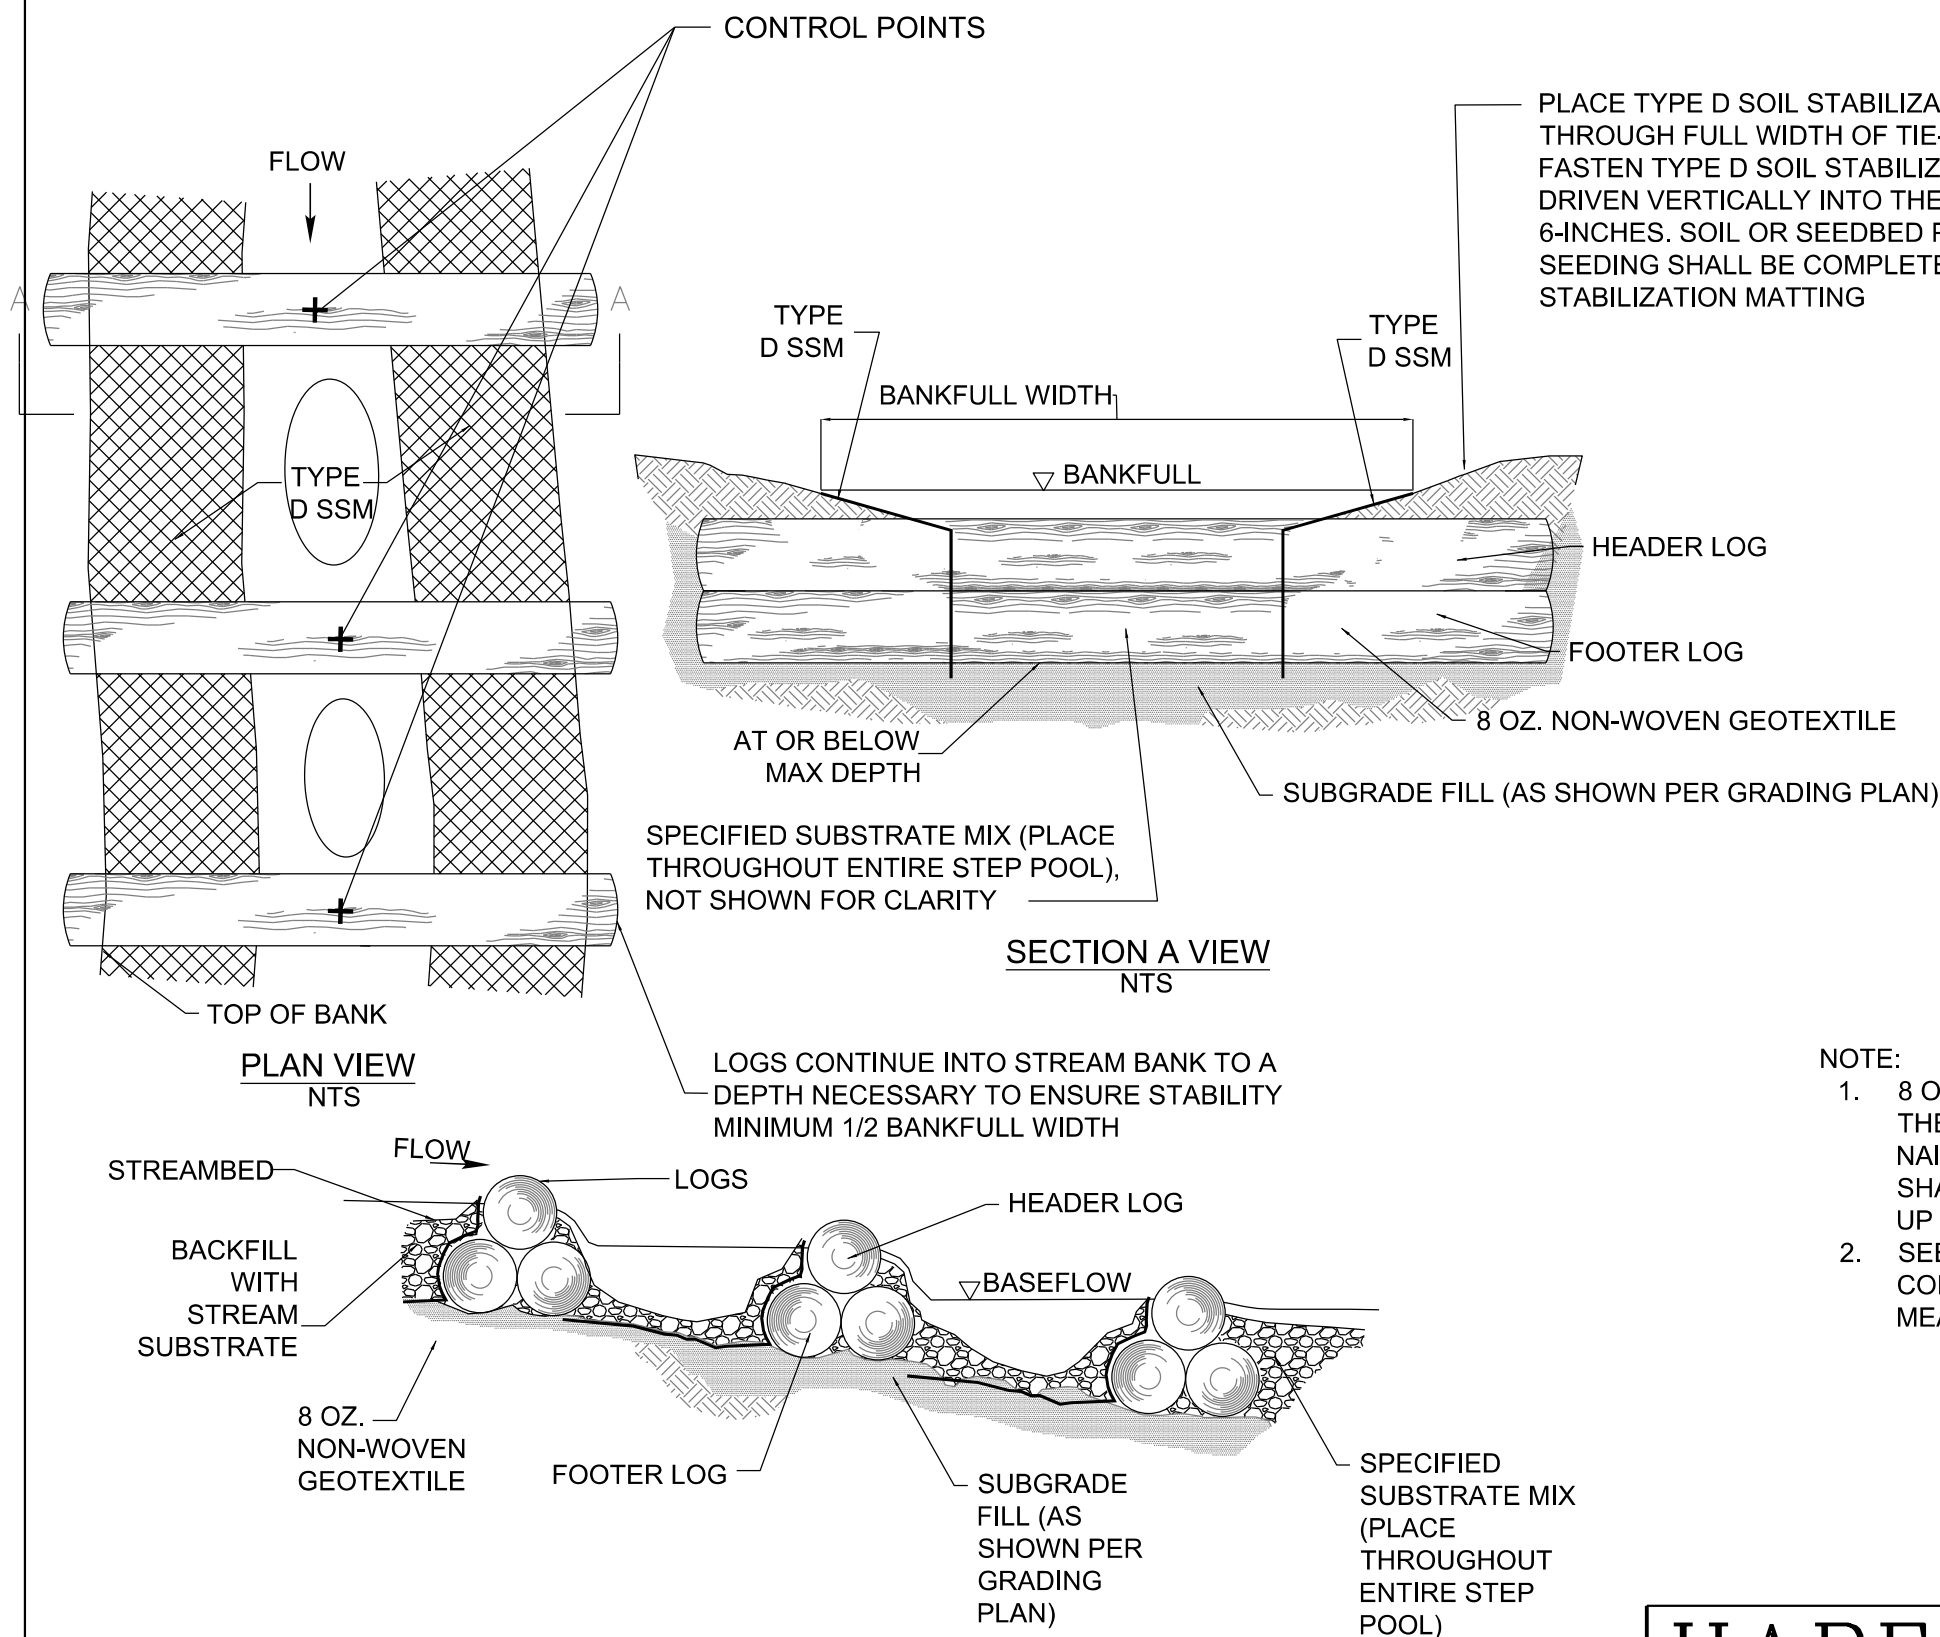 CONTROL POINTS
FLOW
A
A
TYPE
D SSM
TOP OF BANK
PLAN VIEW
NTS
LOGS CONTINUE INTO STREAM BANK TO A
DEPTH NECESSARY TO ENSURE STABILITY
MINIMUM 1/2 BANKFULL WIDTH
PLACE TYPE D SOIL
THROUGH FULL WIDTH OF
FASTEN TYPE D SOIL
DRIVEN VERTICALLY INTO THE
6-INCHES. SOIL OR SEEDBED
SEEDING SHALL BE
STABILIZATION MATTING
TYPE
D SSM
TYPE
D SSM
BANKFULL WIDTH
BANKFULL
HEADER LOG
FOOTER LOG
8 OZ. NON-WOVEN GEOTEXTILE
AT OR BELOW
MAX DEPTH
SUBGRADE FILL (AS SHOWN PER GRADING PLAN)
SPECIFIED SUBSTRATE MIX (PLACE
THROUGHOUT ENTIRE STEP POOL),
NOT SHOWN FOR CLARITY
SECTION A VIEW
NTS
NOTE:
1. 8
THE
UP
2.
FLOW
STREAMBED
LOGS
HEADER LOG
BACKFILL
WITH
STREAM
SUBSTRATE
BASEFLOW
8 OZ.
NON-WOVEN
GEOTEXTILE
FOOTER LOG
SUBGRADE
FILL (AS
SHOWN PER
GRADING
PLAN)
SPECIFIED
SUBSTRATE MIX
(PLACE
THROUGHOUT
ENTIRE STEP
POOL)